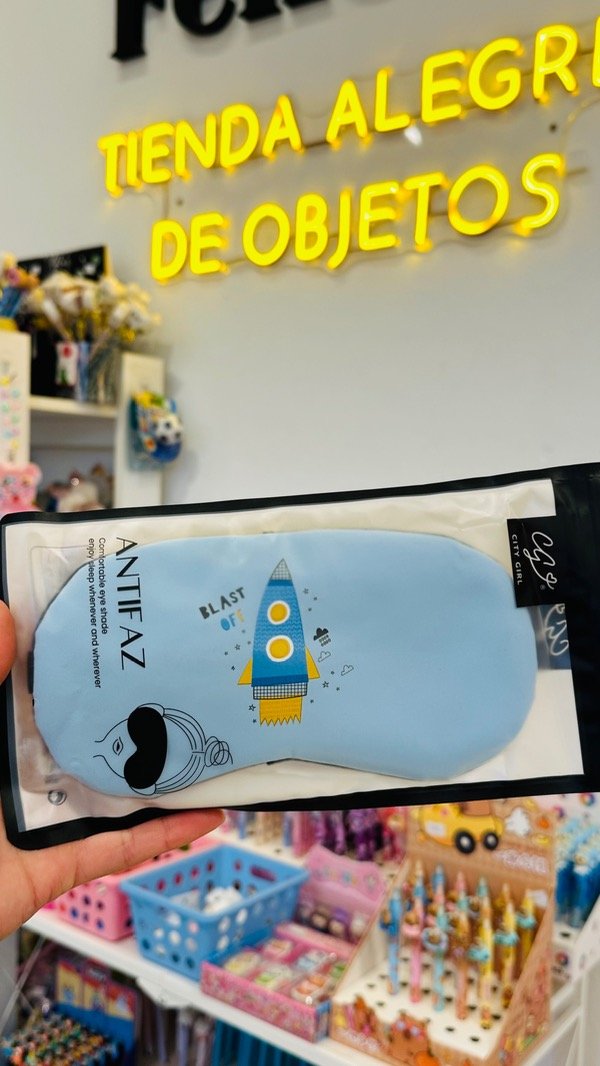 TIENDA ALEGRE
DE OBJETOS
ANTIFAZ
Comfortable eye shade
enjoy sleep whenever and wherever
BLAST
OFF
CITY GIRL